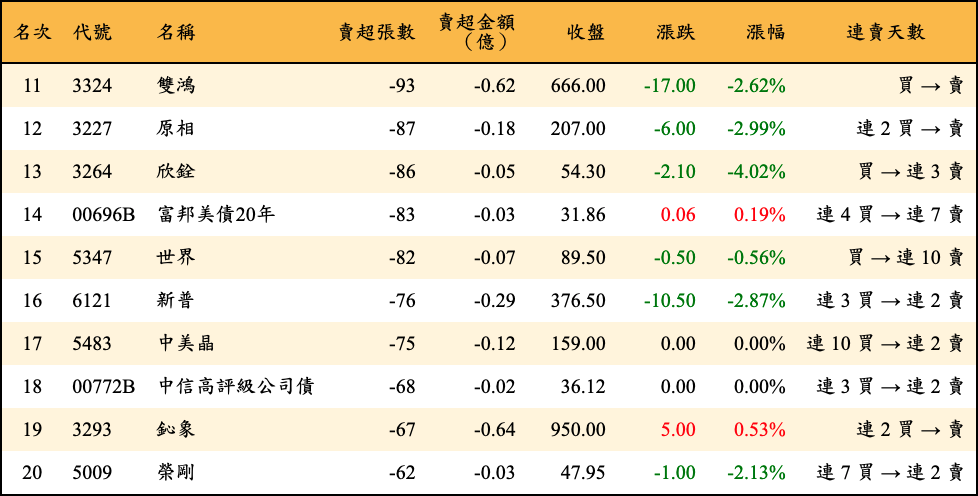 名次 代號 名稱 賣超張數 賣超金額（億） 收盤 漲跌 漲幅 連賣天數
11 3324 雙鴻 -93 -0.62 666.00 -17.00 -2.62% 買 → 賣
12 3227 原相 -87 -0.18 207.00 -6.00 -2.99% 連 2 買 → 賣
13 3264 欣銓 -86 -0.05 54.30 -2.10 -4.02% 買 → 連 3 賣
14 00696B 富邦美債20年 -83 -0.03 31.86 0.06 0.19% 連 4 買 → 連 7 賣
15 5347 世界 -82 -0.07 89.50 -0.50 -0.56% 買 → 連 10 賣
16 6121 新普 -76 -0.29 376.50 -10.50 -2.87% 連 3 買 → 連 2 賣
17 5483 中美晶 -75 -0.12 159.00 0.00 0.00% 連 10 買 → 連 2 賣
18 00772B 中信高評級公司債 -68 -0.02 36.12 0.00 0.00% 連 3 買 → 連 2 賣
19 3293 鈊象 -67 -0.64 950.00 5.00 0.53% 連 2 買 → 賣
20 5009 榮剛 -62 -0.03 47.95 -1.00 -2.13% 連 7 買 → 連 2 賣